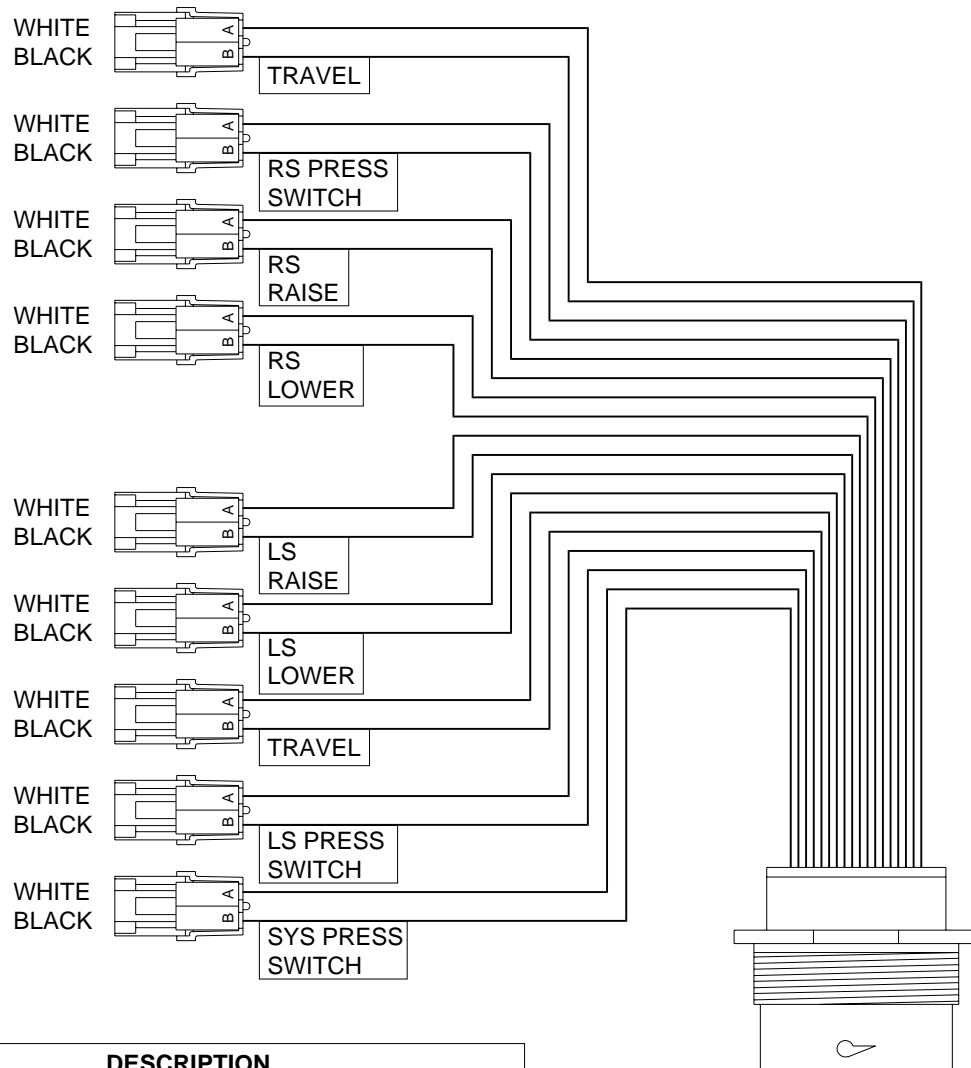 WHITE
BLACK
A
B
TRAVEL
WHITE
BLACK
A
B
RS PRESS
SWITCH
WHITE
BLACK
A
B
RS
RAISE
WHITE
BLACK
A
B
RS
LOWER
WHITE
BLACK
A
B
LS
RAISE
WHITE
BLACK
A
B
LS
LOWER
WHITE
BLACK
A
B
TRAVEL
WHITE
BLACK
A
B
LS PRESS
SWITCH
WHITE
BLACK
A
B
SYS PRESS
SWITCH
DESCRIPTION